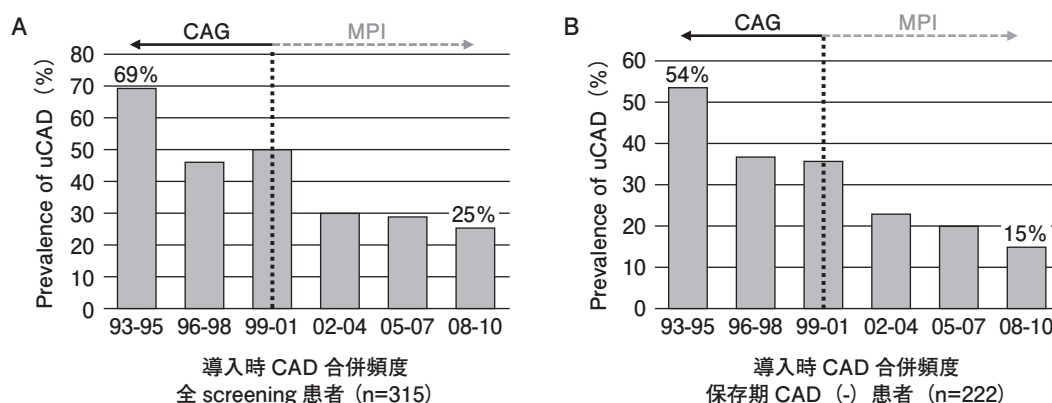 A
CAG
MPI
Prevalence of uCAD（%）
80
70
60
50
40
30
20
10
0
69%
25%
93-95 96-98 99-01 02-04 05-07 08-10
導入時 CAD 合併頻度
全 screening 患者（n=315）
B
CAG
MPI
Prevalence of uCAD（%）
60
50
40
30
20
10
0
54%
15%
93-95 96-98 99-01 02-04 05-07 08-10
導入時 CAD 合併頻度
保存期 CAD（-）患者（n=222）